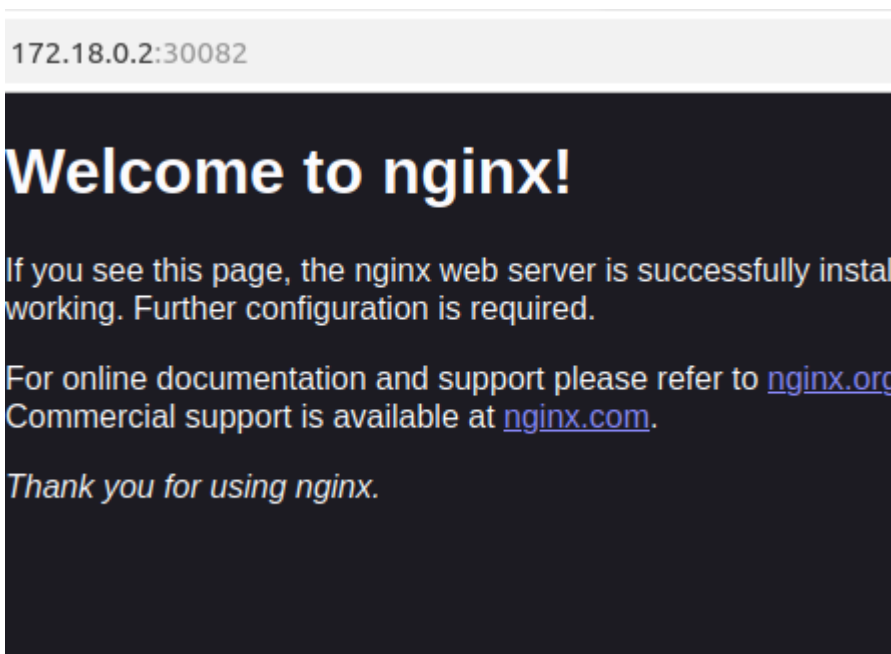 172.18.0.2:30082
Welcome to nginx!
If you see this page, the nginx web server is successfully
working. Further configuration is required.
For online documentation and support please refer to nginx.org
Commercial support is available at nginx.com.
Thank you for using nginx.